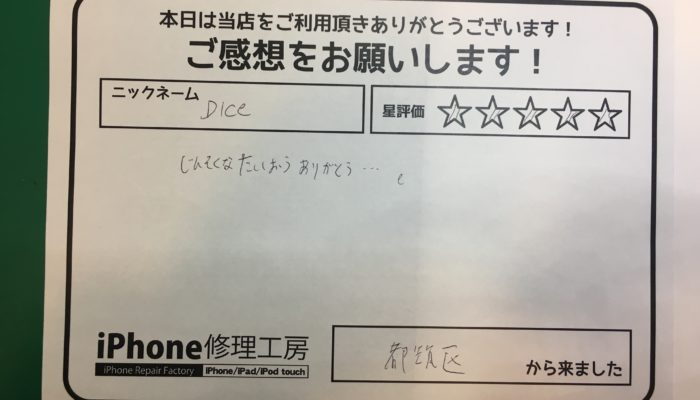 本日は当店をご利用頂きありがとうございます！
ご感想をお願いします！
ニックネーム
DICe
星評価 ☆☆☆☆☆
じんそくな たいおう ありがとう…
iPhone修理工房
iPhone Repair Factory iPhone/iPad/iPod touch
都筑区 から来ました